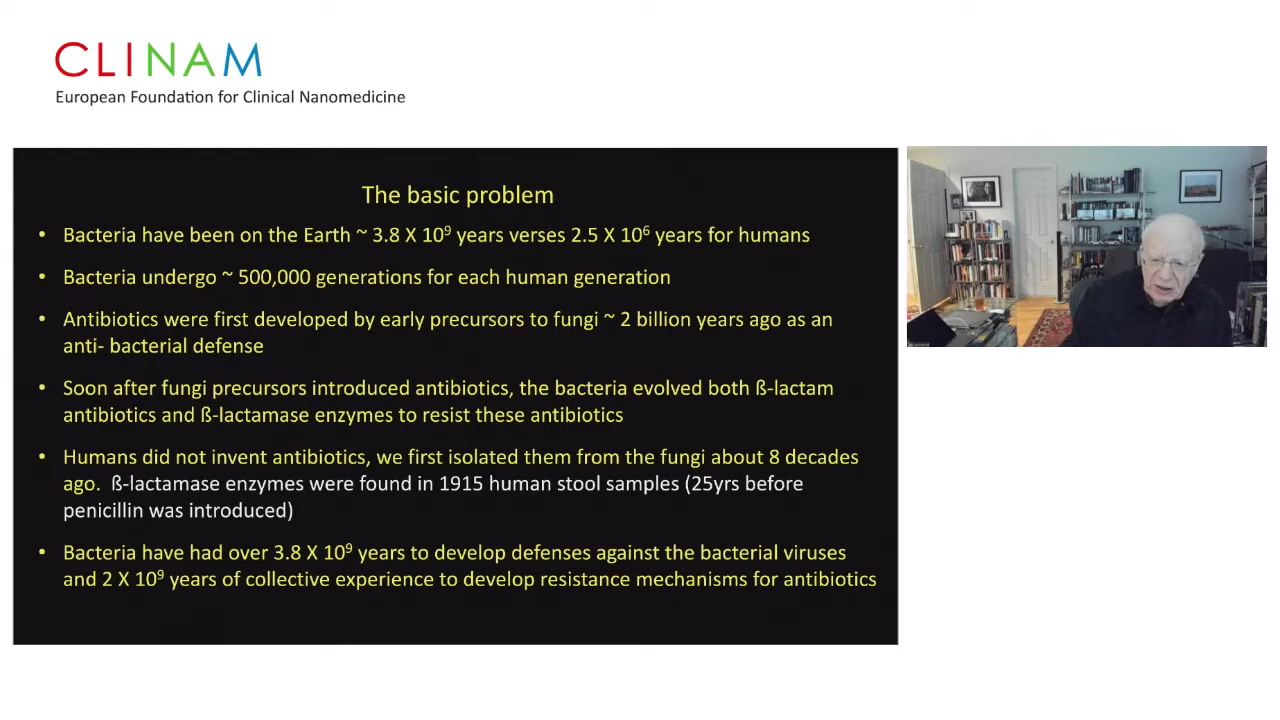 CLINAM
European Foundation for Clinical Nanomedicine
The basic problem
• Bacteria have been on the Earth ~ 3.8 X 10⁹ years verses 2.5 X 10⁶ years for humans
• Bacteria undergo ~ 500,000 generations for each human generation
• Antibiotics were first developed by early precursors to fungi ~ 2 billion years ago as an
anti- bacterial defense
• Soon after fungi precursors introduced antibiotics, the bacteria evolved both ß-lactam
antibiotics and ß-lactamase enzymes to resist these antibiotics
• Humans did not invent antibiotics, we first isolated them from the fungi about 8 decades
ago. ß-lactamase enzymes were found in 1915 human stool samples (25yrs before
penicillin was introduced)
• Bacteria have had over 3.8 X 10⁹ years to develop defenses against the bacterial viruses
and 2 X 10⁹ years of collective experience to develop resistance mechanisms for antibiotics